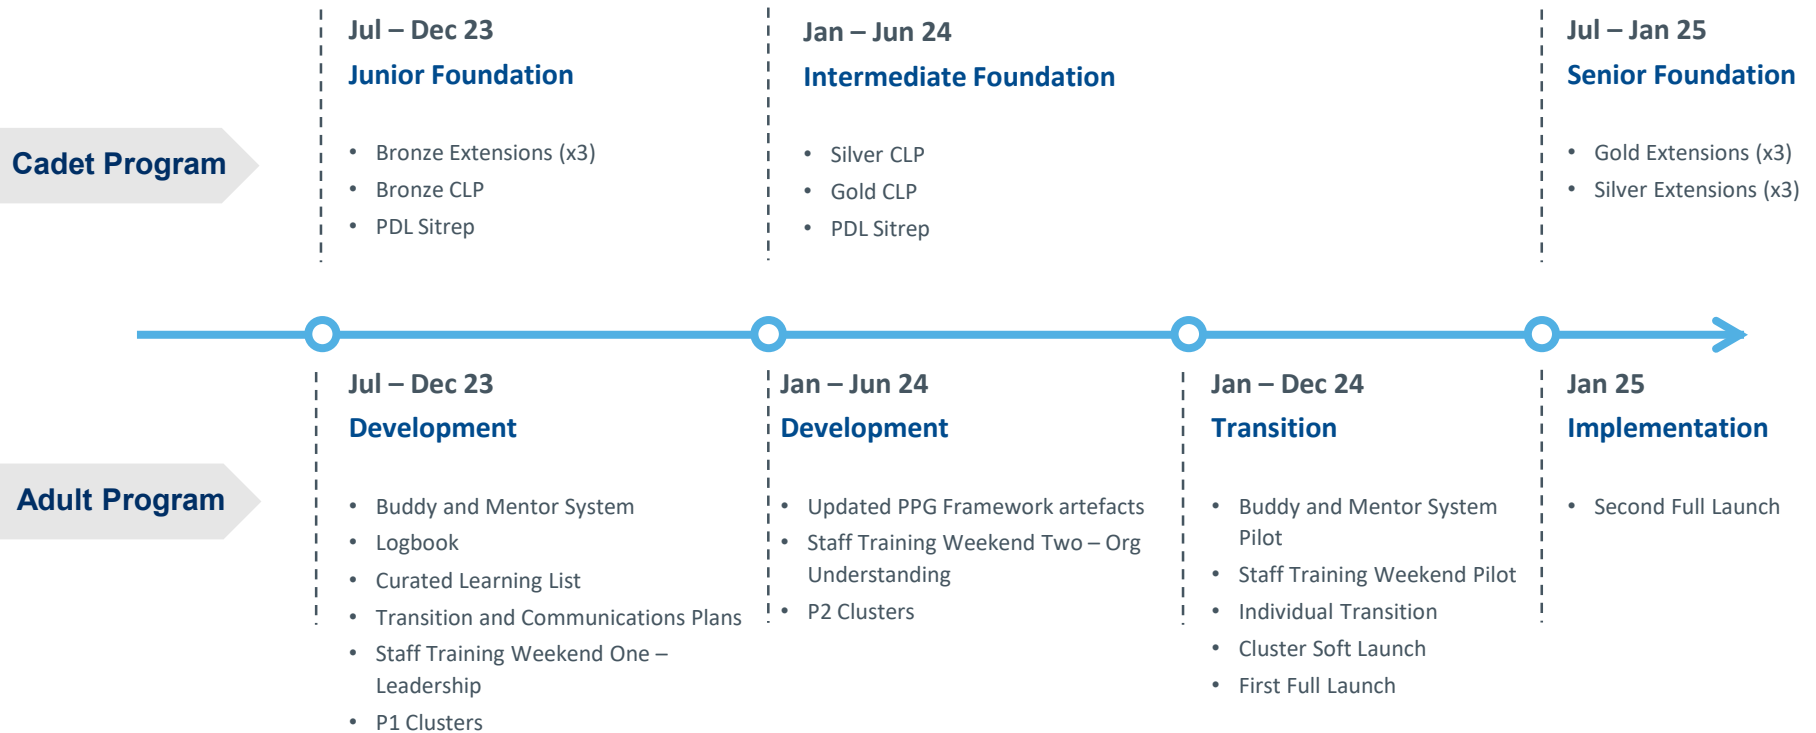 Cadet Program
Jul – Dec 23
Junior Foundation
• Bronze Extensions (x3)
• Bronze CLP
• PDL Sitrep
Jan – Jun 24
Intermediate Foundation
• Silver CLP
• Gold CLP
• PDL Sitrep
Jul – Jan 25
Senior Foundation
• Gold Extensions (x3)
• Silver Extensions (x3)
Adult Program
Jul – Dec 23
Development
• Buddy and Mentor System
• Logbook
• Curated Learning List
• Transition and Communications Plans
• Staff Training Weekend One –
Leadership
• P1 Clusters
Jan – Jun 24
Development
• Updated PPG Framework artefacts
• Staff Training Weekend Two – Org
Understanding
• P2 Clusters
Jan – Dec 24
Transition
• Buddy and Mentor System
Pilot
• Staff Training Weekend Pilot
• Individual Transition
• Cluster Soft Launch
• First Full Launch
Jan 25
Implementation
• Second Full Launch